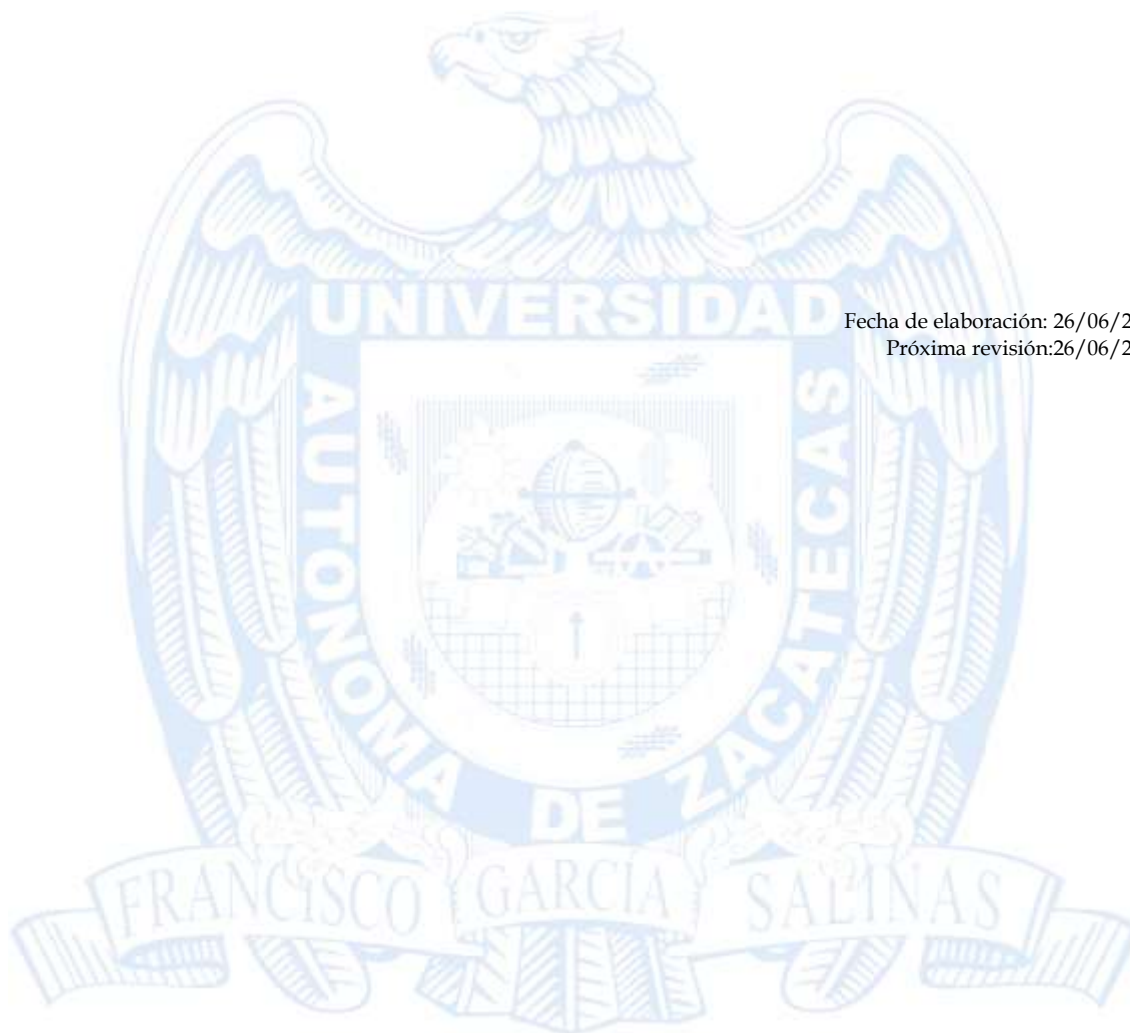 UNIVERSIDAD
AUTONOMA DE ZACATECAS
Fecha de elaboración: 26/06/2
Próxima revisión:26/06/2
FRANCISCO GARCIA SALINAS